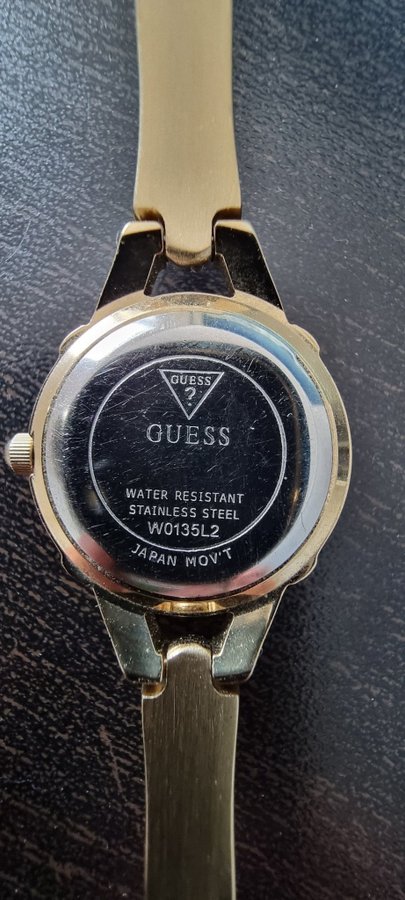 GUESS
?
GUESS
WATER RESISTANT
STAINLESS STEEL
W0135L2
JAPAN MOV'T